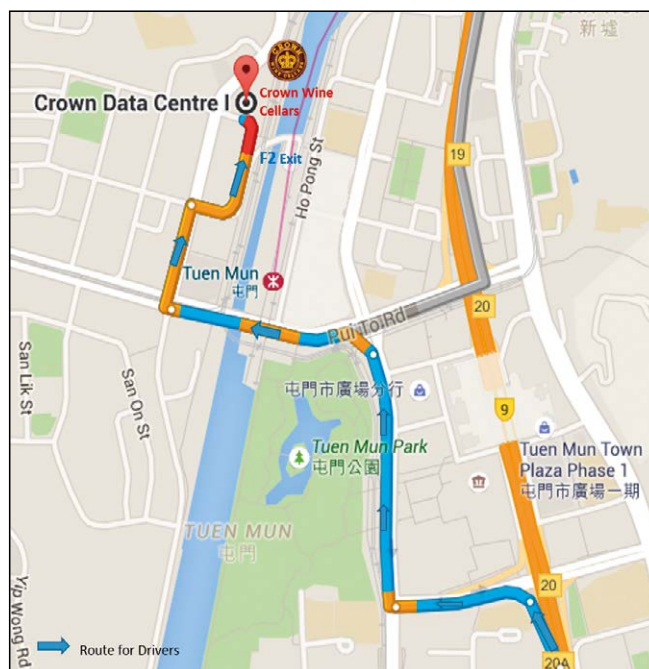 新墟
CROWN
WINE CELLARS
Crown Data Centre I
Crown Wine
Cellars
F2 Exit
Ho Pong St
19
Tuen Mun
屯門
20
Pui To Rd
San Lik St
San On St
屯門市廣場分行
9
Tuen Mun Park
屯門公園
Tuen Mun Town
Plaza Phase 1
屯門市廣場一期
TUEN MUN
屯門
Yip Wong Rd
20
Route for Drivers
20A